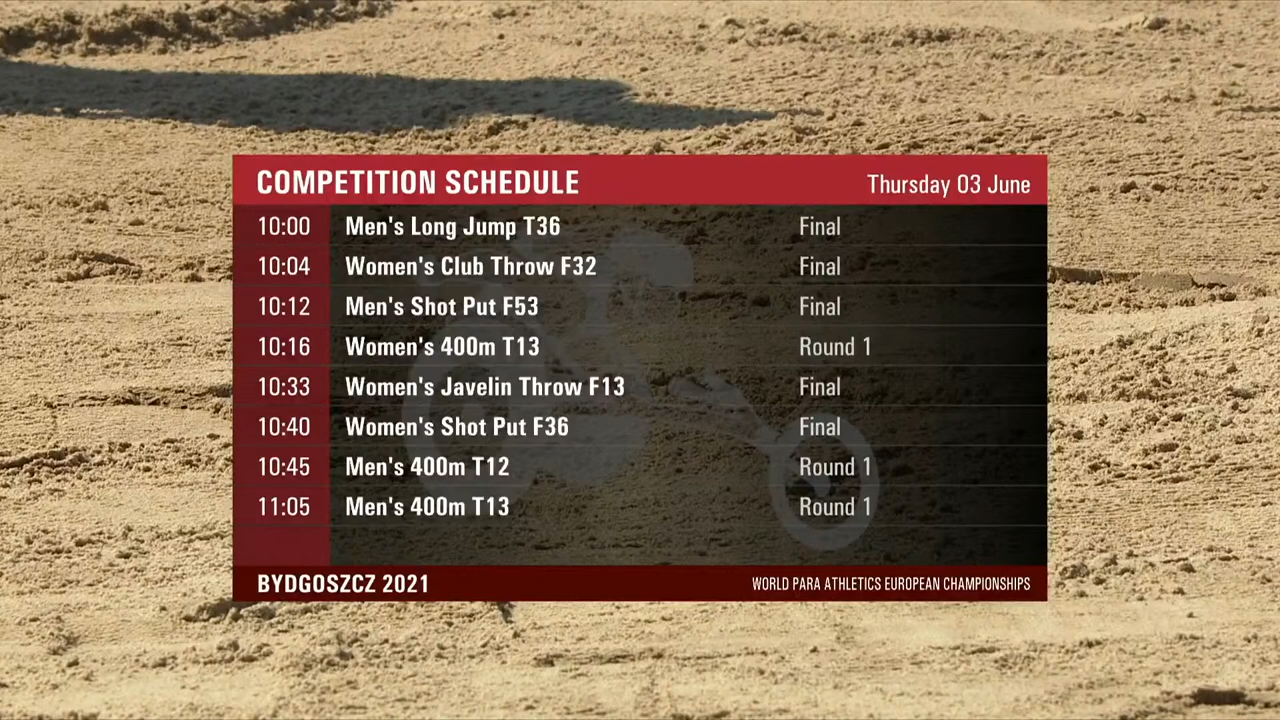 COMPETITION SCHEDULE Thursday 03 June
10:00 Men's Long Jump T36 Final
10:04 Women's Club Throw F32 Final
10:12 Men's Shot Put F53 Final
10:16 Women's 400m T13 Round 1
10:33 Women's Javelin Throw F13 Final
10:40 Women's Shot Put F36 Final
10:45 Men's 400m T12 Round 1
11:05 Men's 400m T13 Round 1
BYDGOSZCZ 2021 WORLD PARA ATHLETICS EUROPEAN CHAMPIONSHIPS